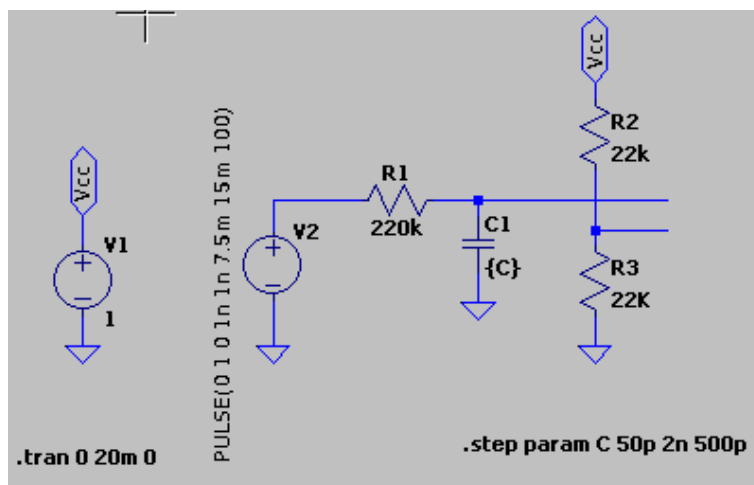 Vcc
V1
1
.tran 0 20m 0
PULSE(0 1 0 1n 1n 7.5m 15m 100)
V2
R1
220k
C1
{C}
Vcc
R2
22k
R3
22K
.step param C 50p 2n 500p